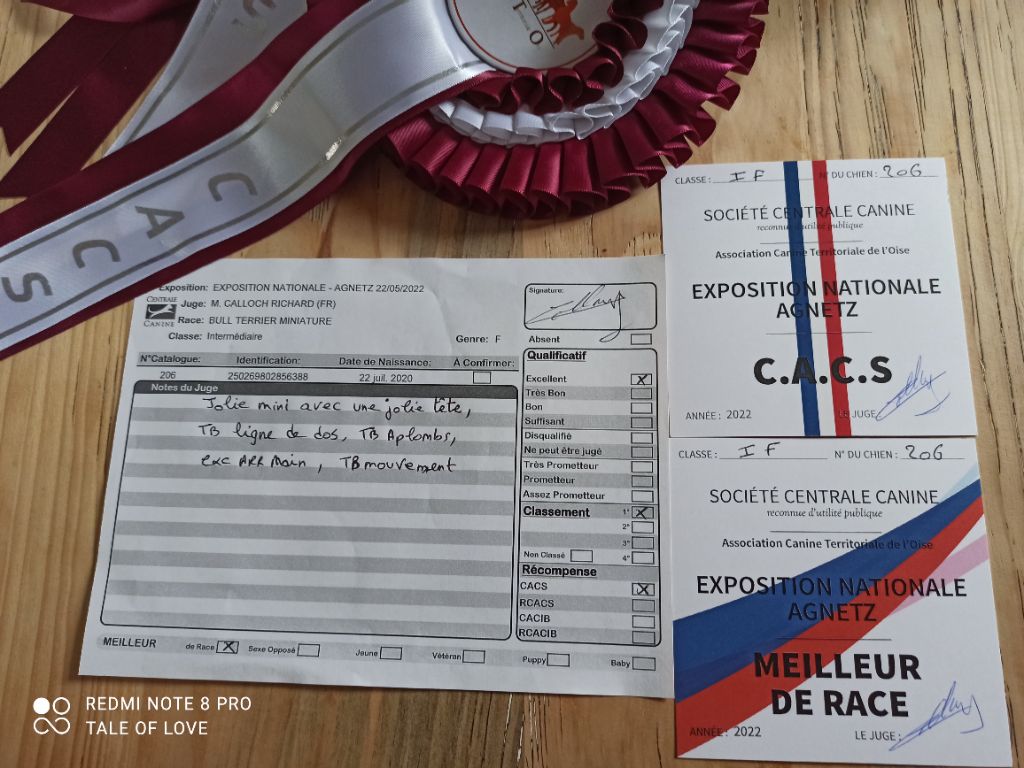 T
O
C A C S
Exposition: EXPOSITION NATIONALE - AGNETZ 22/05/2022
CENTRALE CANINE
Juge: M. CALLOCH RICHARD (FR)
Race: BULL TERRIER MINIATURE
Classe: Intermédiaire
Genre: F
Signature:
N°Catalogue: Identification: Date de Naissance: À Confirmer:
206 250269802856388 22 juil. 2020
Notes du Juge
Jolie mini avec une jolie tête,
TB ligne de dos, TB Aplombs,
exc ARR Main, TB mouvement
Absent
Qualificatif
Excellent X
Très Bon
Bon
Suffisant
Disqualifié
Ne peut être jugé
Très Prometteur
Prometteur
Assez Prometteur
Classement 1° X
2°
3°
Non Classé 4°
Récompense
CACS X
RCACS
CACIB
RCACIB
MEILLEUR de Race X Sexe Opposé Jeune Vétéran Puppy Baby
CLASSE: IF N° DU CHIEN: 206
SOCIÉTÉ CENTRALE CANINE
reconnue d'utilité publique
Association Canine Territoriale de l'Oise
EXPOSITION NATIONALE
AGNETZ
C.A.C.S
ANNÉE: 2022 LE JUGE
CLASSE: IF N° DU CHIEN: 206
SOCIÉTÉ CENTRALE CANINE
reconnue d'utilité publique
Association Canine Territoriale de l'Oise
EXPOSITION NATIONALE
AGNETZ
MEILLEUR
DE RACE
ANNÉE: 2022 LE JUGE:
REDMI NOTE 8 PRO
TALE OF LOVE